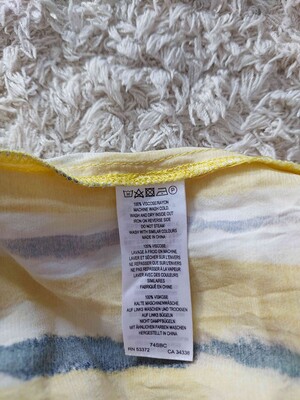 100% VISCOSE/RAYON
MACHINE WASH COLD
WASH AND DRY INSIDE OUT
IRON ON REVERSE SIDE
DO NOT STEAM
WASH WITH SIMILAR COLOURS
MADE IN CHINA
100% VISCOSE
LAVAGE A FROID EN MACHINE
LAVER ET SÉCHER SUR L'ENVERS
NE REPASSER QUE SUR L'ENVERS
NE PAS REPASSER A LA VAPEUR
LAVER AVEC DES COULEURS
SIMILAIRES
FABRIQUÉ EN CHINE
100% VISKOSE
KALTE MASCHINENWÄSCHE
AUF LINKS WASCHEN UND TROCKNEN
AUF LINKS BÜGELN
NICHT DAMPFBÜGELN
MIT ÄHNLICHEN FARBEN WASCHEN
HERGESTELLT IN CHINA
7459C
RN 53372 CA 34338